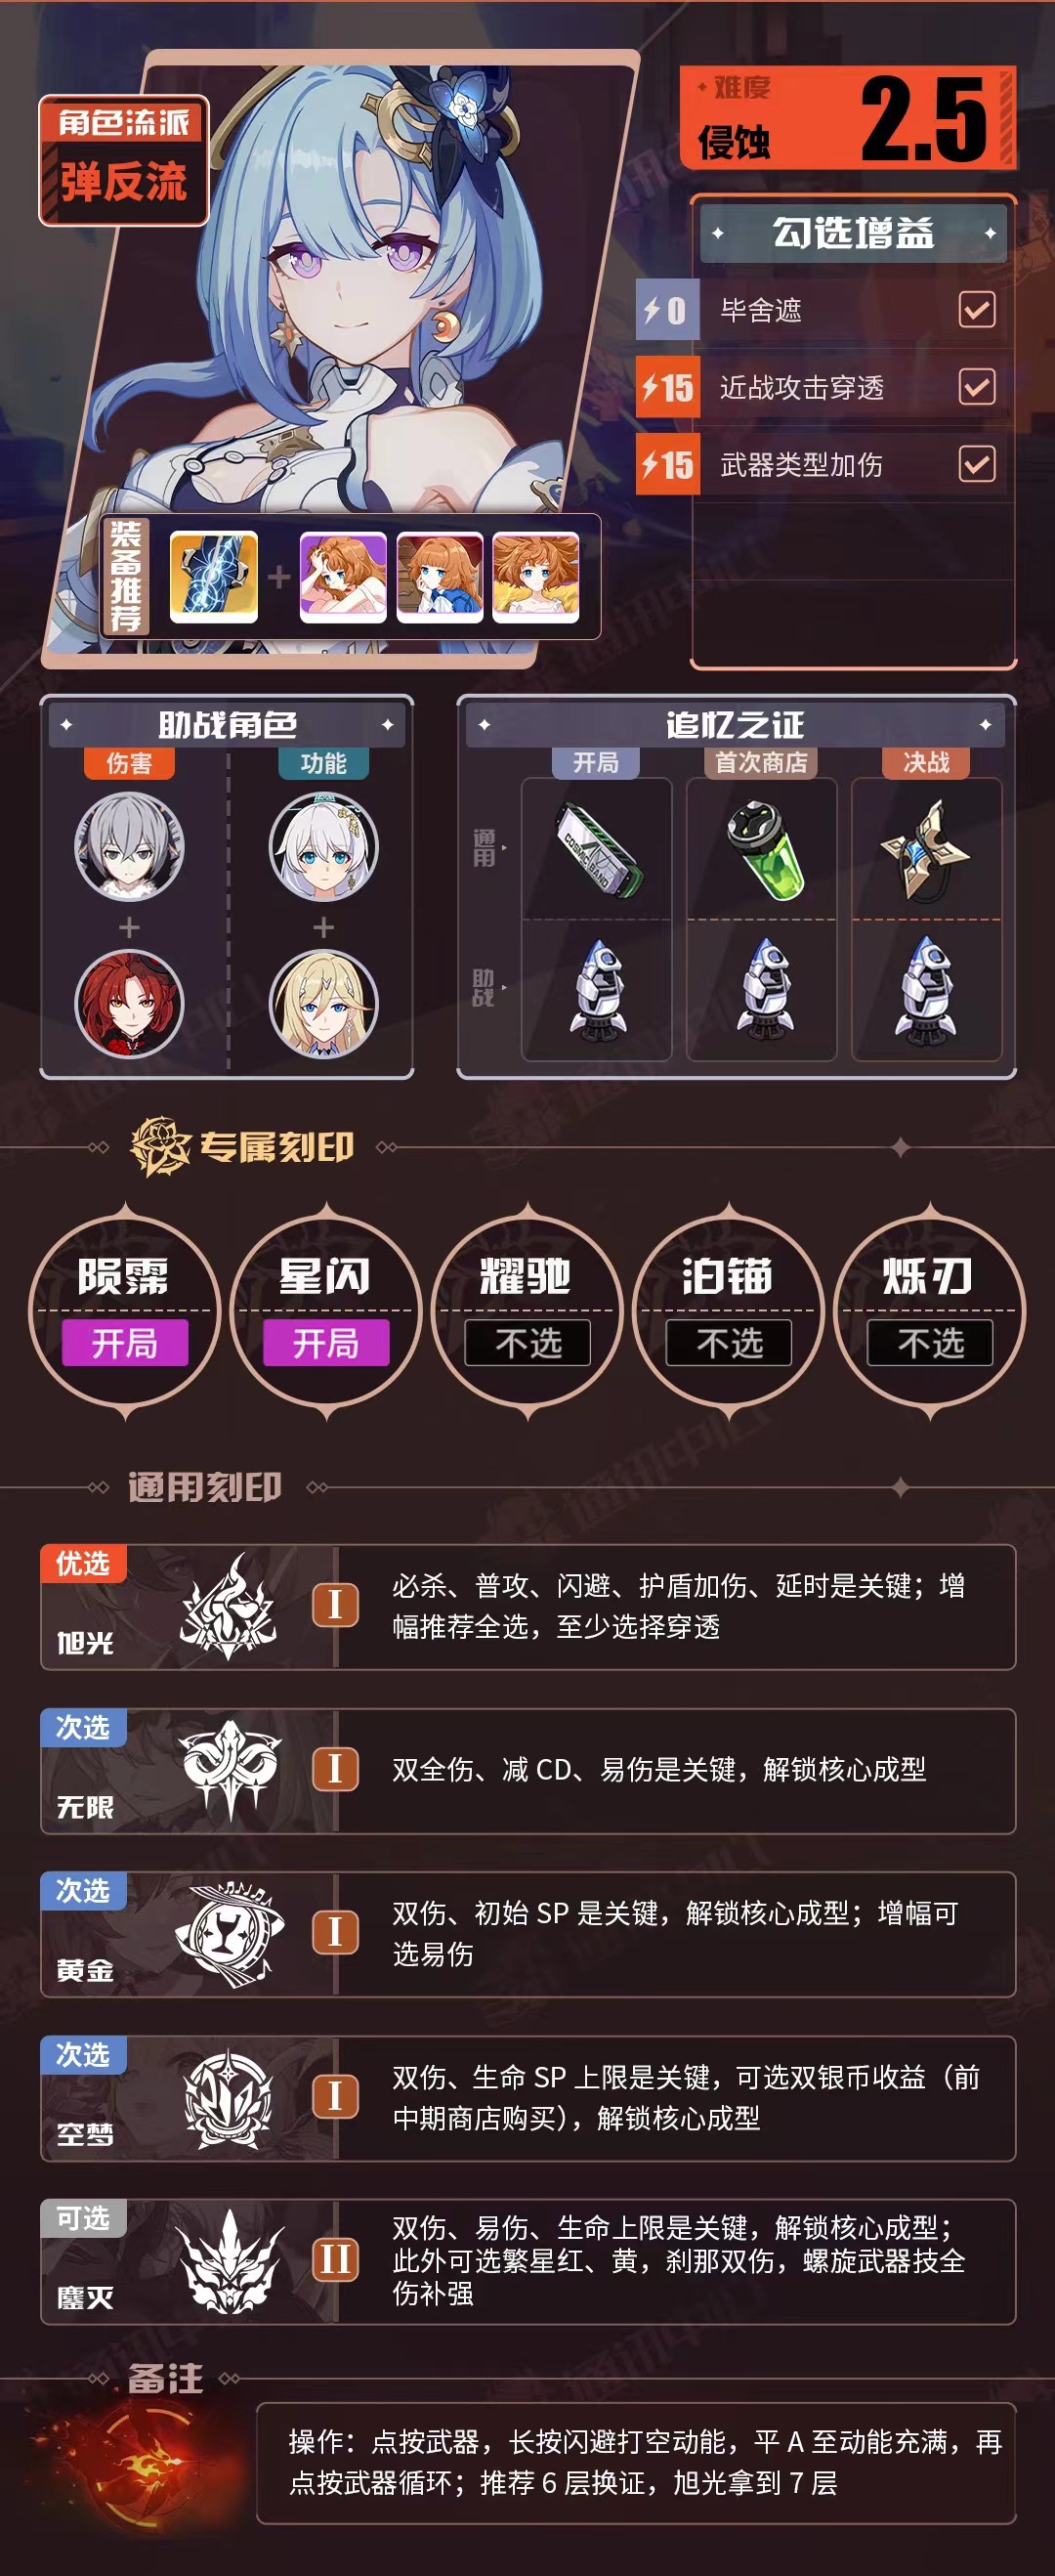 角色流派
弹反流
难度
侵蚀
2.5
勾选增益
0 毕舍遮
15 近战攻击穿透
15 武器类型加伤
装备推荐
助战角色
伤害
功能
追忆之证
开局
首次商店
决战
通用
COSMIC BAND
助战
专属刻印
陨霈
开局
星闪
开局
耀驰
不选
泊锚
不选
烁刃
不选
通用刻印
优选
旭光
I
必杀、普攻、闪避、护盾加伤、延时是关键；增
幅推荐全选，至少选择穿透
次选
无限
I
双全伤、减 CD、易伤是关键，解锁核心成型
次选
黄金
I
双伤、初始 SP 是关键，解锁核心成型；增幅可
选易伤
次选
空梦
I
双伤、生命 SP 上限是关键，可选双银币收益（前
中期商店购买），解锁核心成型
可选
鏖灭
II
双伤、易伤、生命上限是关键，解锁核心成型；
此外可选繁星红、黄，刹那双伤，螺旋武器技全
伤补强
备注
操作：点按武器，长按闪避打空动能，平 A 至动能充满，再
点按武器循环；推荐 6 层换证，旭光拿到 7 层